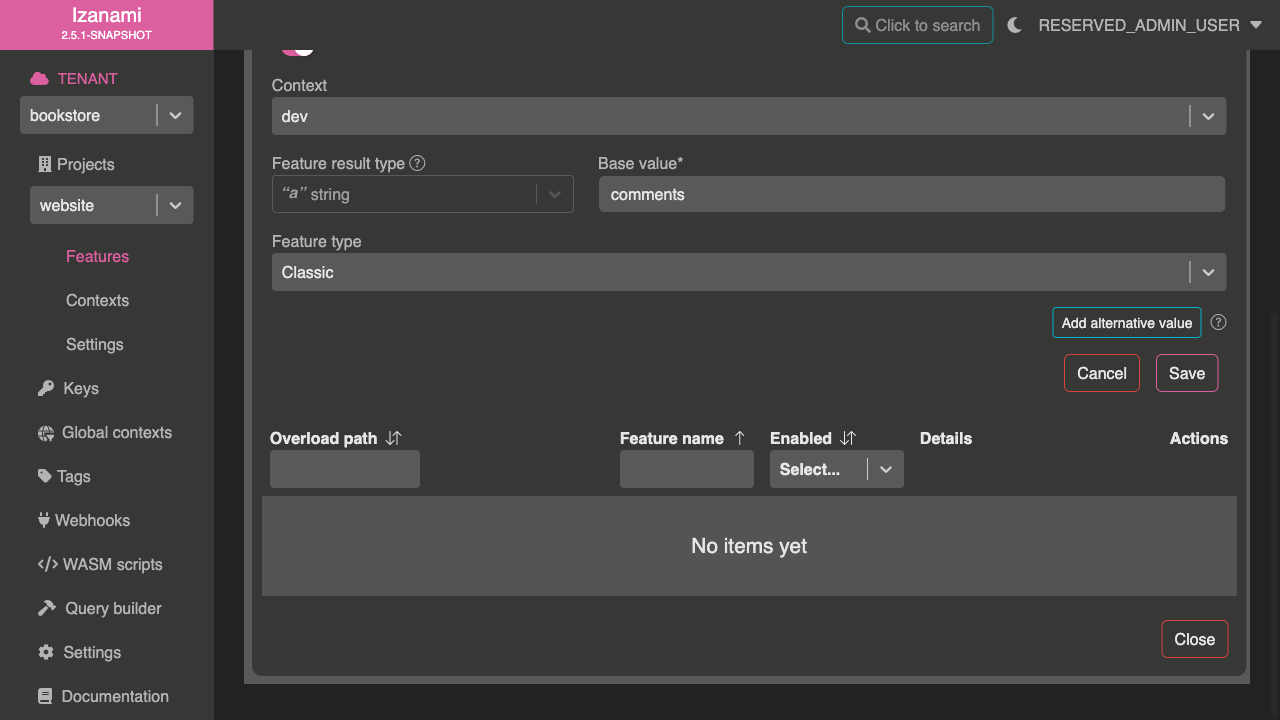 Izanami
2.5.1-SNAPSHOT
Click to search
RESERVED_ADMIN_USER
TENANT
bookstore
Projects
website
Features
Contexts
Settings
Keys
Global contexts
Tags
Webhooks
WASM scripts
Query builder
Settings
Documentation
Context
dev
Feature result type
Base value*
“a” string
comments
Feature type
Classic
Add alternative value
Cancel
Save
Overload path
Feature name
Enabled
Details
Actions
Select...
No items yet
Close